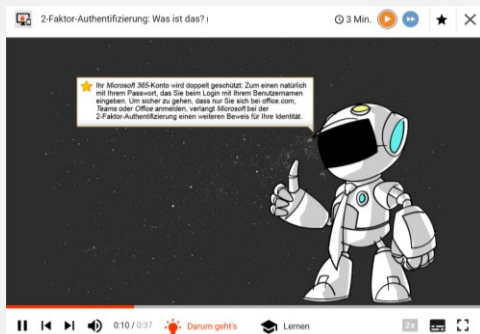 2-Faktor-Authentifizierung: Was ist das?
3 Min.
Ihr Microsoft 365-Konto wird doppelt geschützt: Zum einen natürlich
mit Ihrem Passwort, das Sie beim Login mit Ihrem Benutzernamen
eingeben. Um sicher zu gehen, dass nur Sie sich bei office.com,
Teams oder Office anmelden, verlangt Microsoft bei der
2-Faktor-Authentifizierung einen weiteren Beweis für Ihre Identität.
0:10 / 0:37
Darum geht's
Lernen
2x